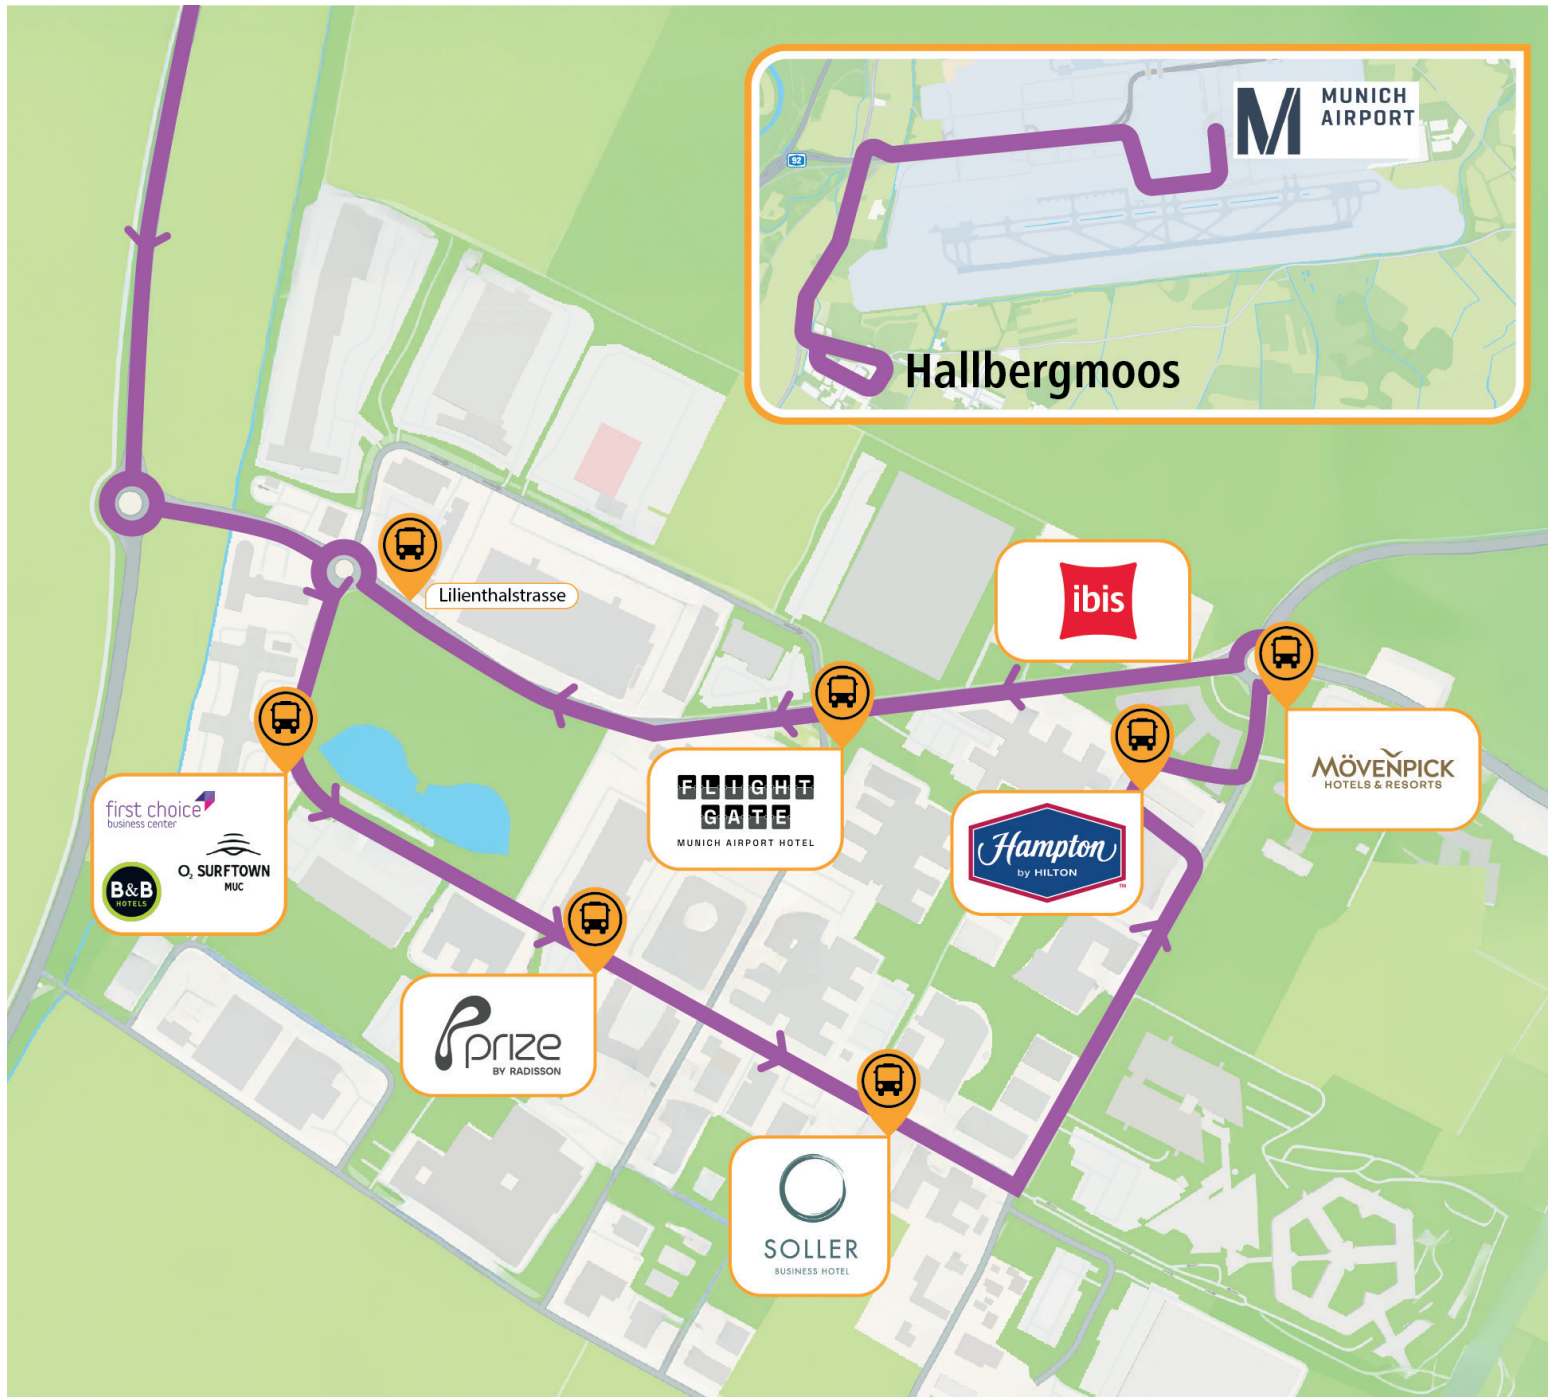 MUNICH
AIRPORT
92
Hallbergmoos
Lilienthalstrasse
ibis
MÖVENPICK
HOTELS & RESORTS
FLIGHT
GATE
MUNICH AIRPORT HOTEL
Hampton
by HILTON
TM
first choice
business center
O₂ SURFTOWN
MUC
B&B
HOTELS
prize
BY RADISSON
SOLLER
BUSINESS HOTEL